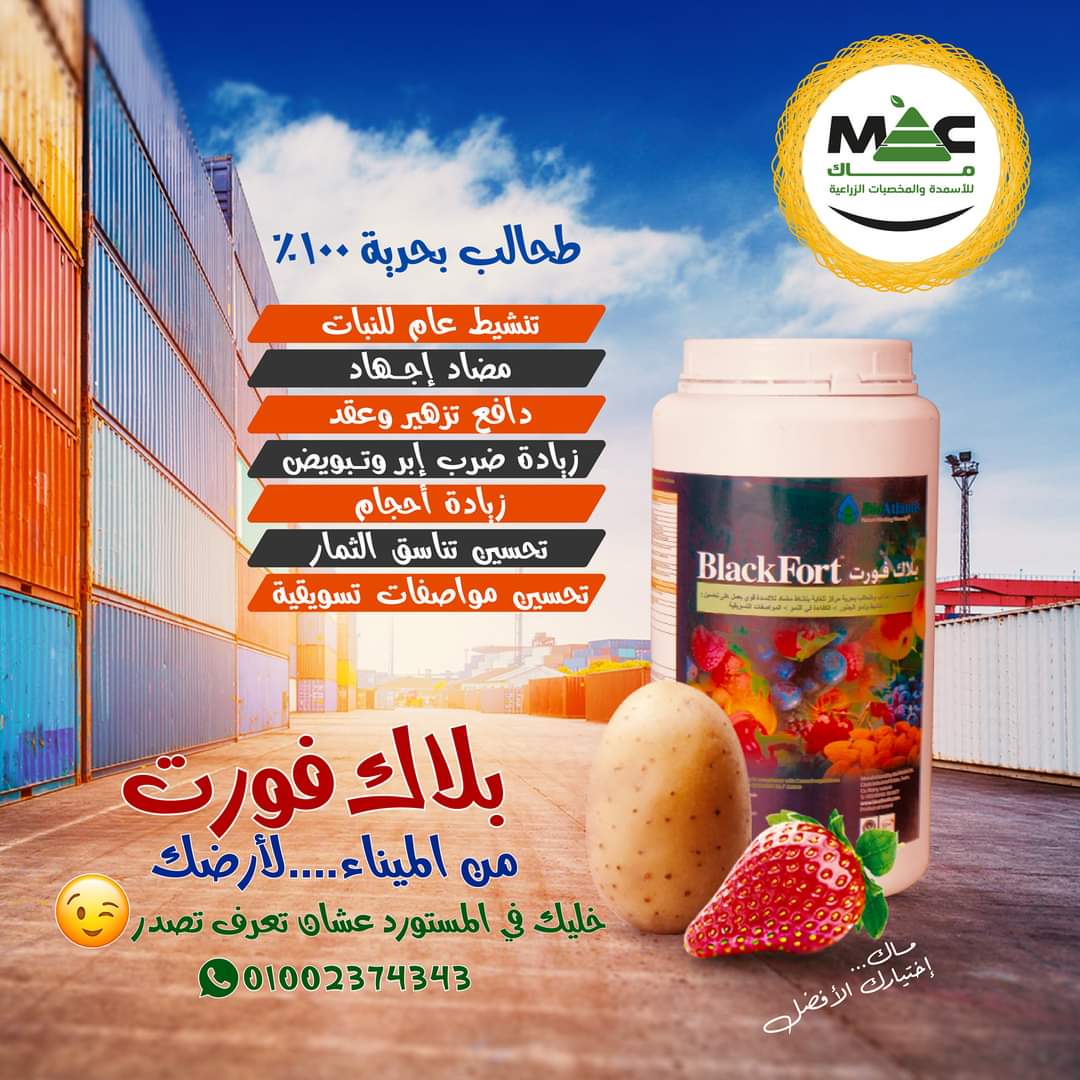 MAC
ماك
للأسمدة والمخصبات الزراعية
طحالب بحرية ١٠٠٪
تنشيط عام للنبات
مضاد إجهاد
دافع تزهير وعقد
زيادة ضرب إبر وتبويض
زيادة أحجام
تحسين تناسق الثمار
تحسين مواصفات تسويقية
BioAtlantis
BlackFort بلاك فورت
بلاك فورت
من الميناء....لأرضك
خليك في المستورد عشان تعرف تصدر
01002374343
ماك...
إختيارك الأفضل